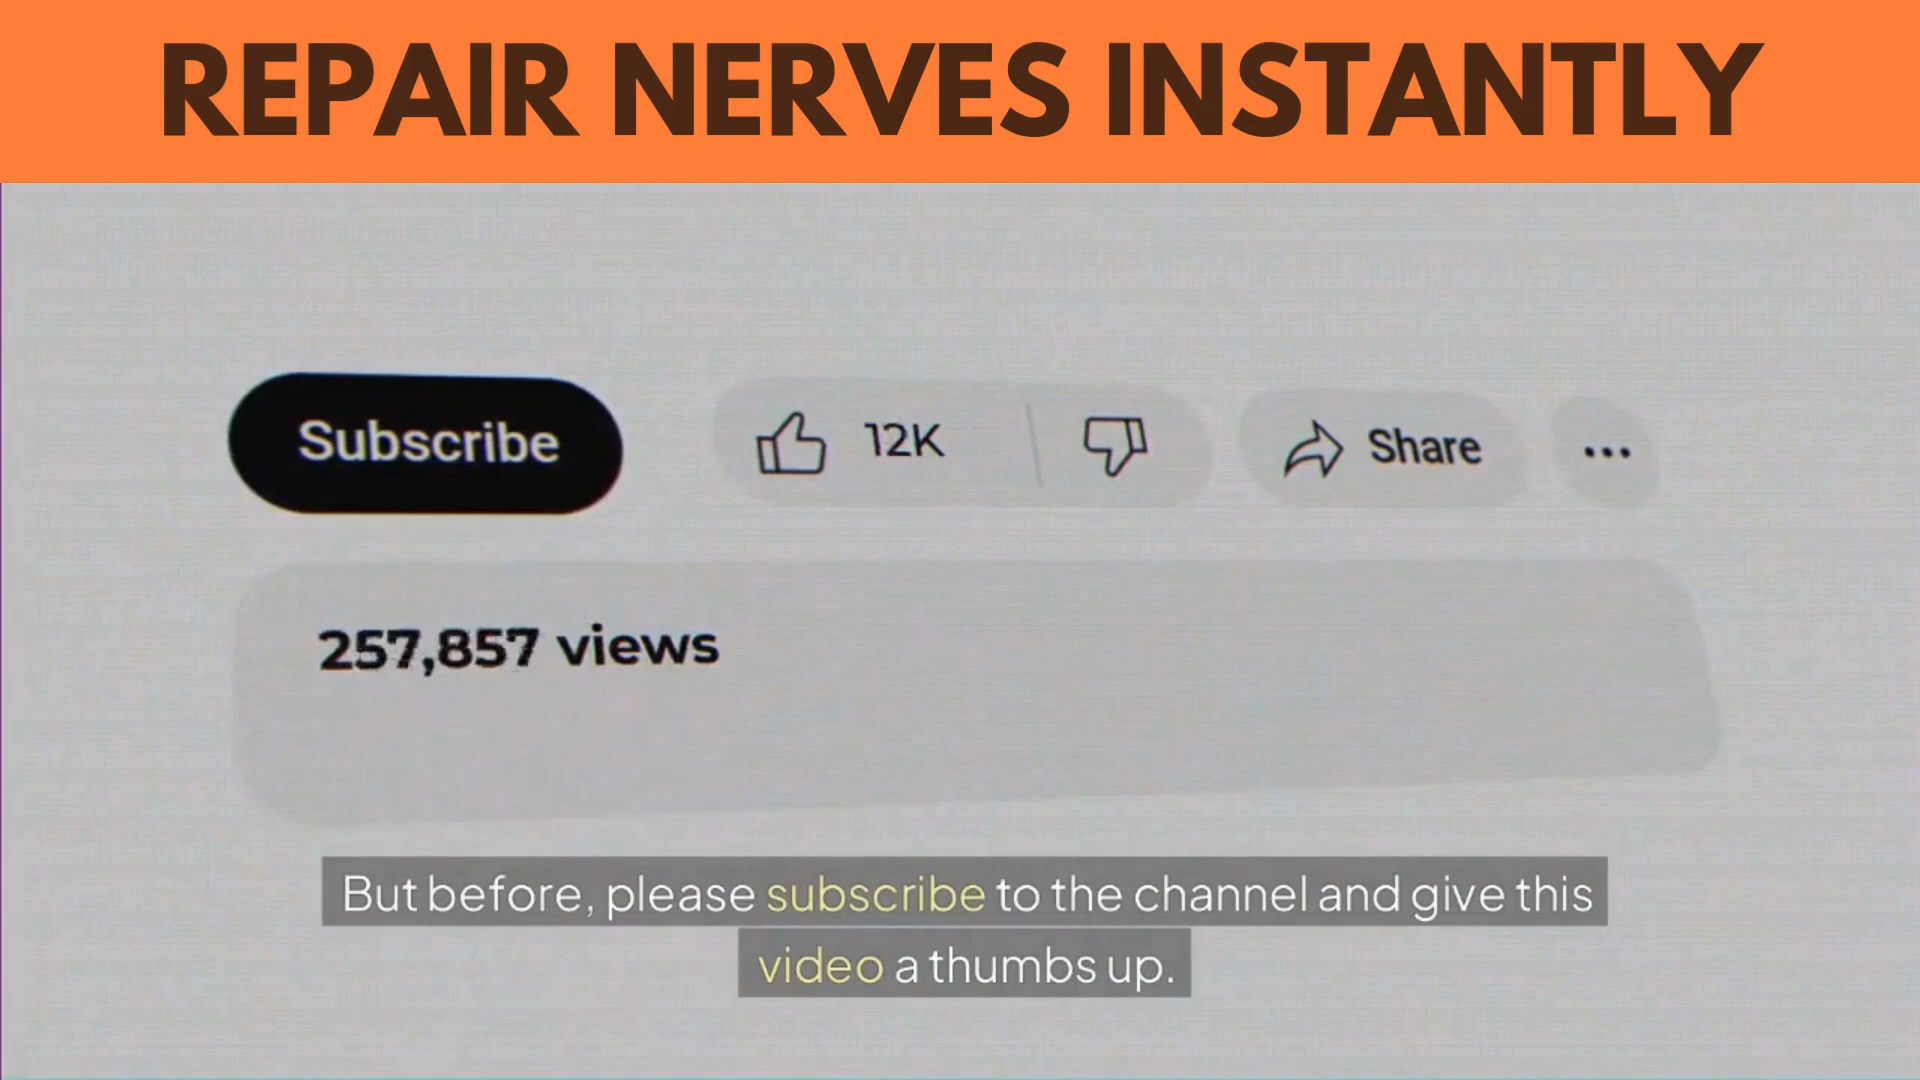 REPAIR NERVES INSTANTLY
Subscribe 12K Share ...
257,857 views
But before, please subscribe to the channel and give this
video a thumbs up.